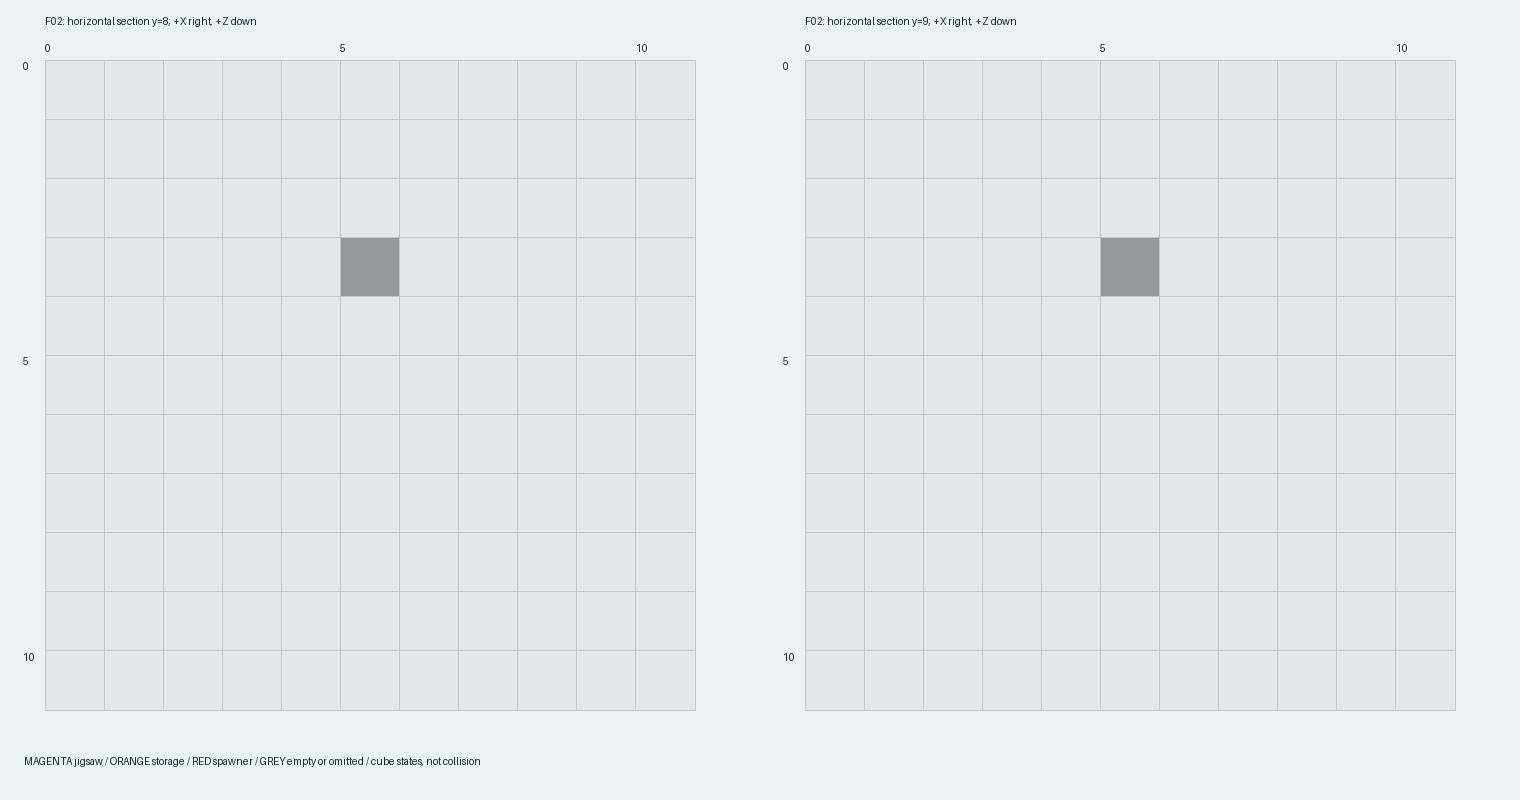 F02: horizontal section y=8; +X right, +Z down
0 5 10
0
5
10
F02: horizontal section y=9; +X right, +Z down
0 5 10
0
5
10
MAGENTA jigsaw / ORANGE storage / RED spawner / GREY empty or omitted / cube states, not collision